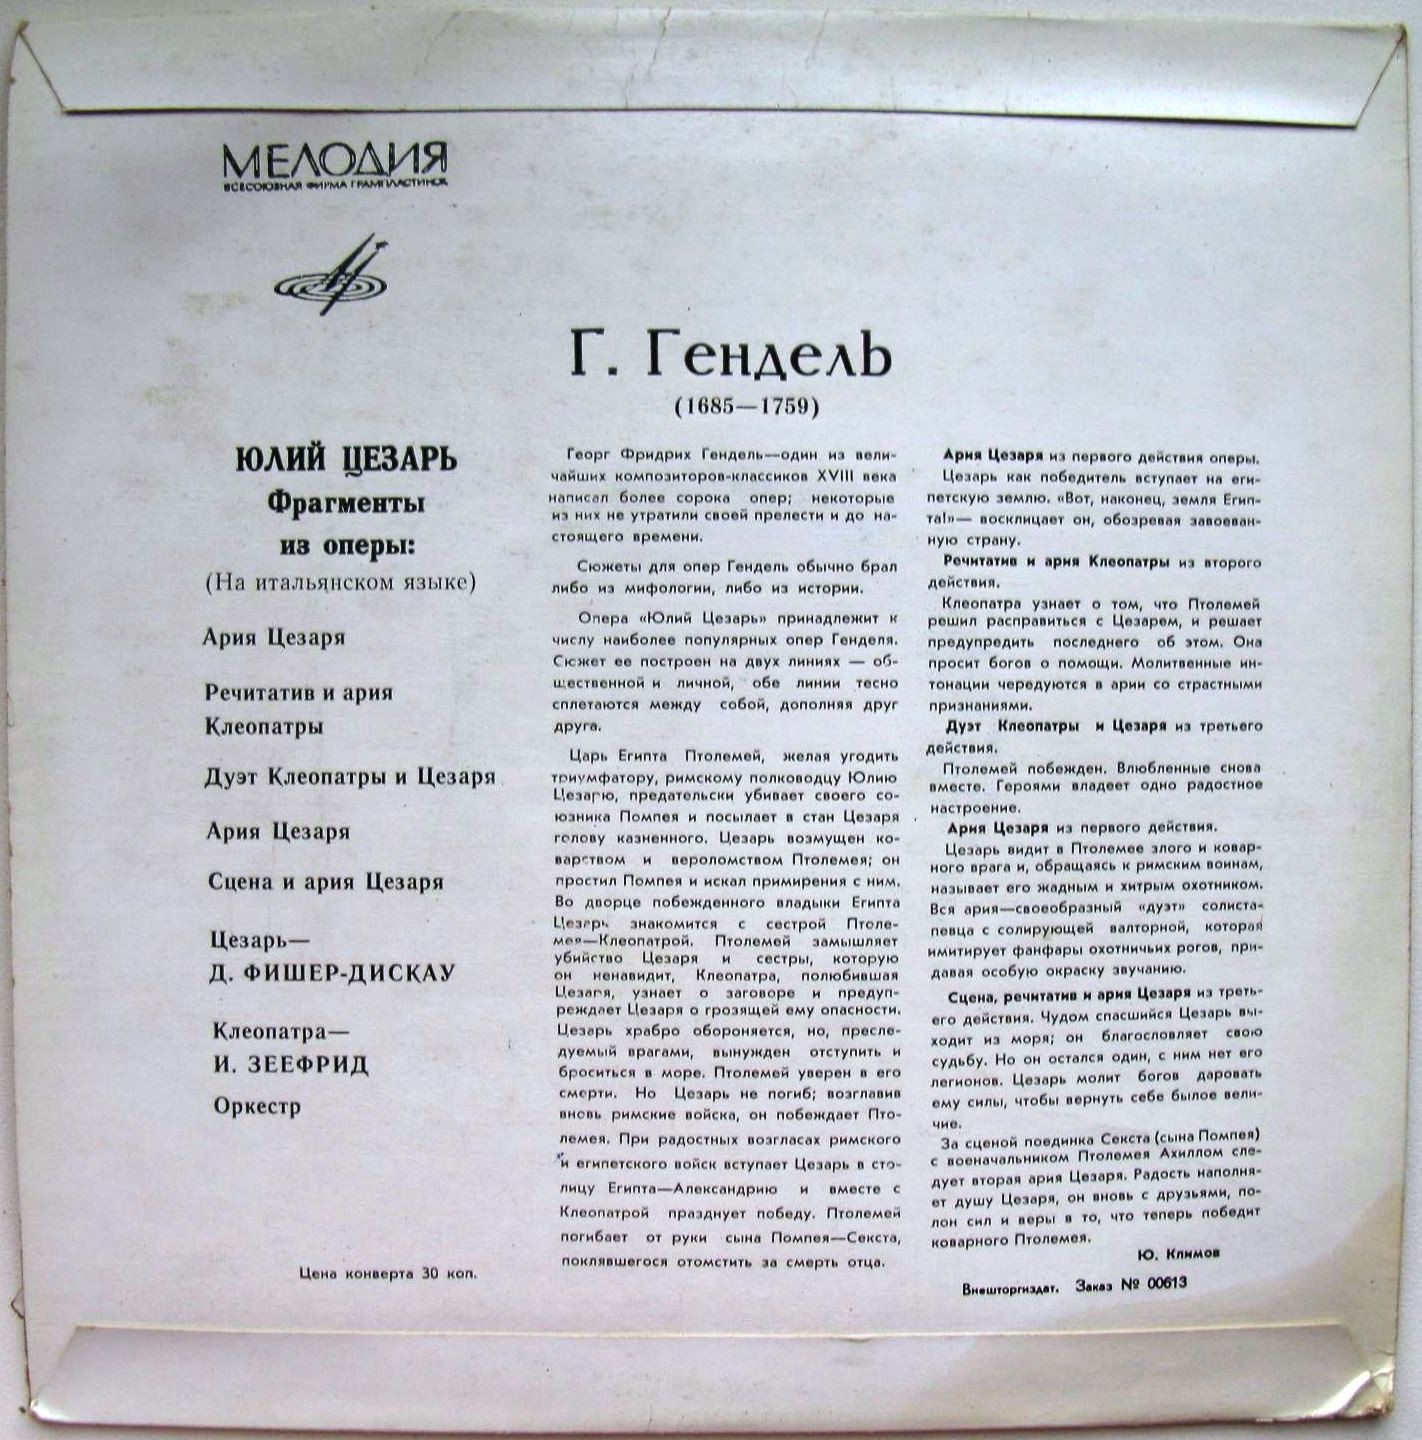 МЕЛОДИЯ
ВСЕСОЮЗНАЯ ФИРМА ГРАМПЛАСТИНОК
Г. Гендель
(1685—1759)
ЮЛИЙ ЦЕЗАРЬ
Фрагменты
из оперы:
(На итальянском языке)
Ария Цезаря
Речитатив и ария
Клеопатры
Дуэт Клеопатры и Цезаря
Ария Цезаря
Сцена и ария Цезаря
Цезарь—
Д. ФИШЕР-ДИСКАУ
Клеопатра—
И. ЗЕЕФРИД
Оркестр
Цена конверта 30 коп.
Георг Фридрих Гендель—один из вели-
чайших композиторов-классиков XVIII века
написал более сорока опер; некоторые
из них не утратили своей прелести и до на-
стоящего времени.
Сюжеты для опер Гендель обычно брал
либо из мифологии, либо из истории.
Опера «Юлий Цезарь» принадлежит к
числу наиболее популярных опер Генделя.
Сюжет ее построен на двух линиях — об-
щественной и личной, обе линии тесно
сплетаются между собой, дополняя друг
друга.
Царь Египта Птолемей, желая угодить
триумфатору, римскому полководцу Юлию
Цезарю, предательски убивает своего со-
юзника Помпея и посылает в стан Цезаря
голову казненного. Цезарь возмущен ко-
варством и вероломством Птолемея; он
простил Помпея и искал примирения с ним.
Во дворце побежденного владыки Египта
Цезарь знакомится с сестрой Птоле-
мея—Клеопатрой. Птолемей замышляет
убийство Цезаря и сестры, которую
он ненавидит, Клеопатра, полюбившая
Цезаря, узнает о заговоре и предуп-
реждает Цезаря о грозящей ему опасности.
Цезарь храбро обороняется, но, пресле-
дуемый врагами, вынужден отступить и
броситься в море. Птолемей уверен в его
смерти. Но Цезарь не погиб; возглавив
вновь римские войска, он побеждает Пто-
лемея. При радостных возгласах римского
и египетского войск вступает Цезарь в сто-
лицу Египта—Александрию и вместе с
Клеопатрой празднует победу. Птолемей
погибает от руки сына Помпея—Секста,
поклявшегося отомстить за смерть отца.
Ария Цезаря из первого действия оперы.
Цезарь как победитель вступает на еги-
петскую землю. «Вот, наконец, земля Егип-
та!»— восклицает он, обозревая завоеван-
ную страну.
Речитатив и ария Клеопатры из второго
действия.
Клеопатра узнает о том, что Птолемей
решил расправиться с Цезарем, и решает
предупредить последнего об этом. Она
просит богов о помощи. Молитвенные ин-
тонации чередуются в арии со страстными
признаниями.
Дуэт Клеопатры и Цезаря из третьего
действия.
Птолемей побежден. Влюбленные снова
вместе. Героями владеет одно радостное
настроение.
Ария Цезаря из первого действия.
Цезарь видит в Птолемее злого и ковар-
ного врага и, обращаясь к римским воинам,
называет его жадным и хитрым охотником.
Вся ария—своеобразный «дуэт» солиста-
певца с солирующей валторной, которая
имитирует фанфары охотничьих рогов, при-
давая особую окраску звучанию.
Сцена, речитатив и ария Цезаря из треть-
его действия. Чудом спасшийся Цезарь вы-
ходит из моря; он благословляет свою
судьбу. Но он остался один, с ним нет его
легионов. Цезарь молит богов даровать
ему силы, чтобы вернуть себе былое вели-
чие.
За сценой поединка Секста (сына Помпея)
с военачальником Птолемея Ахиллом сле-
дует вторая ария Цезаря. Радость наполня-
ет душу Цезаря, он вновь с друзьями, по-
лон сил и веры в то, что теперь победит
коварного Птолемея.
Ю. Климов
Внешторгиздат. Заказ № 00613